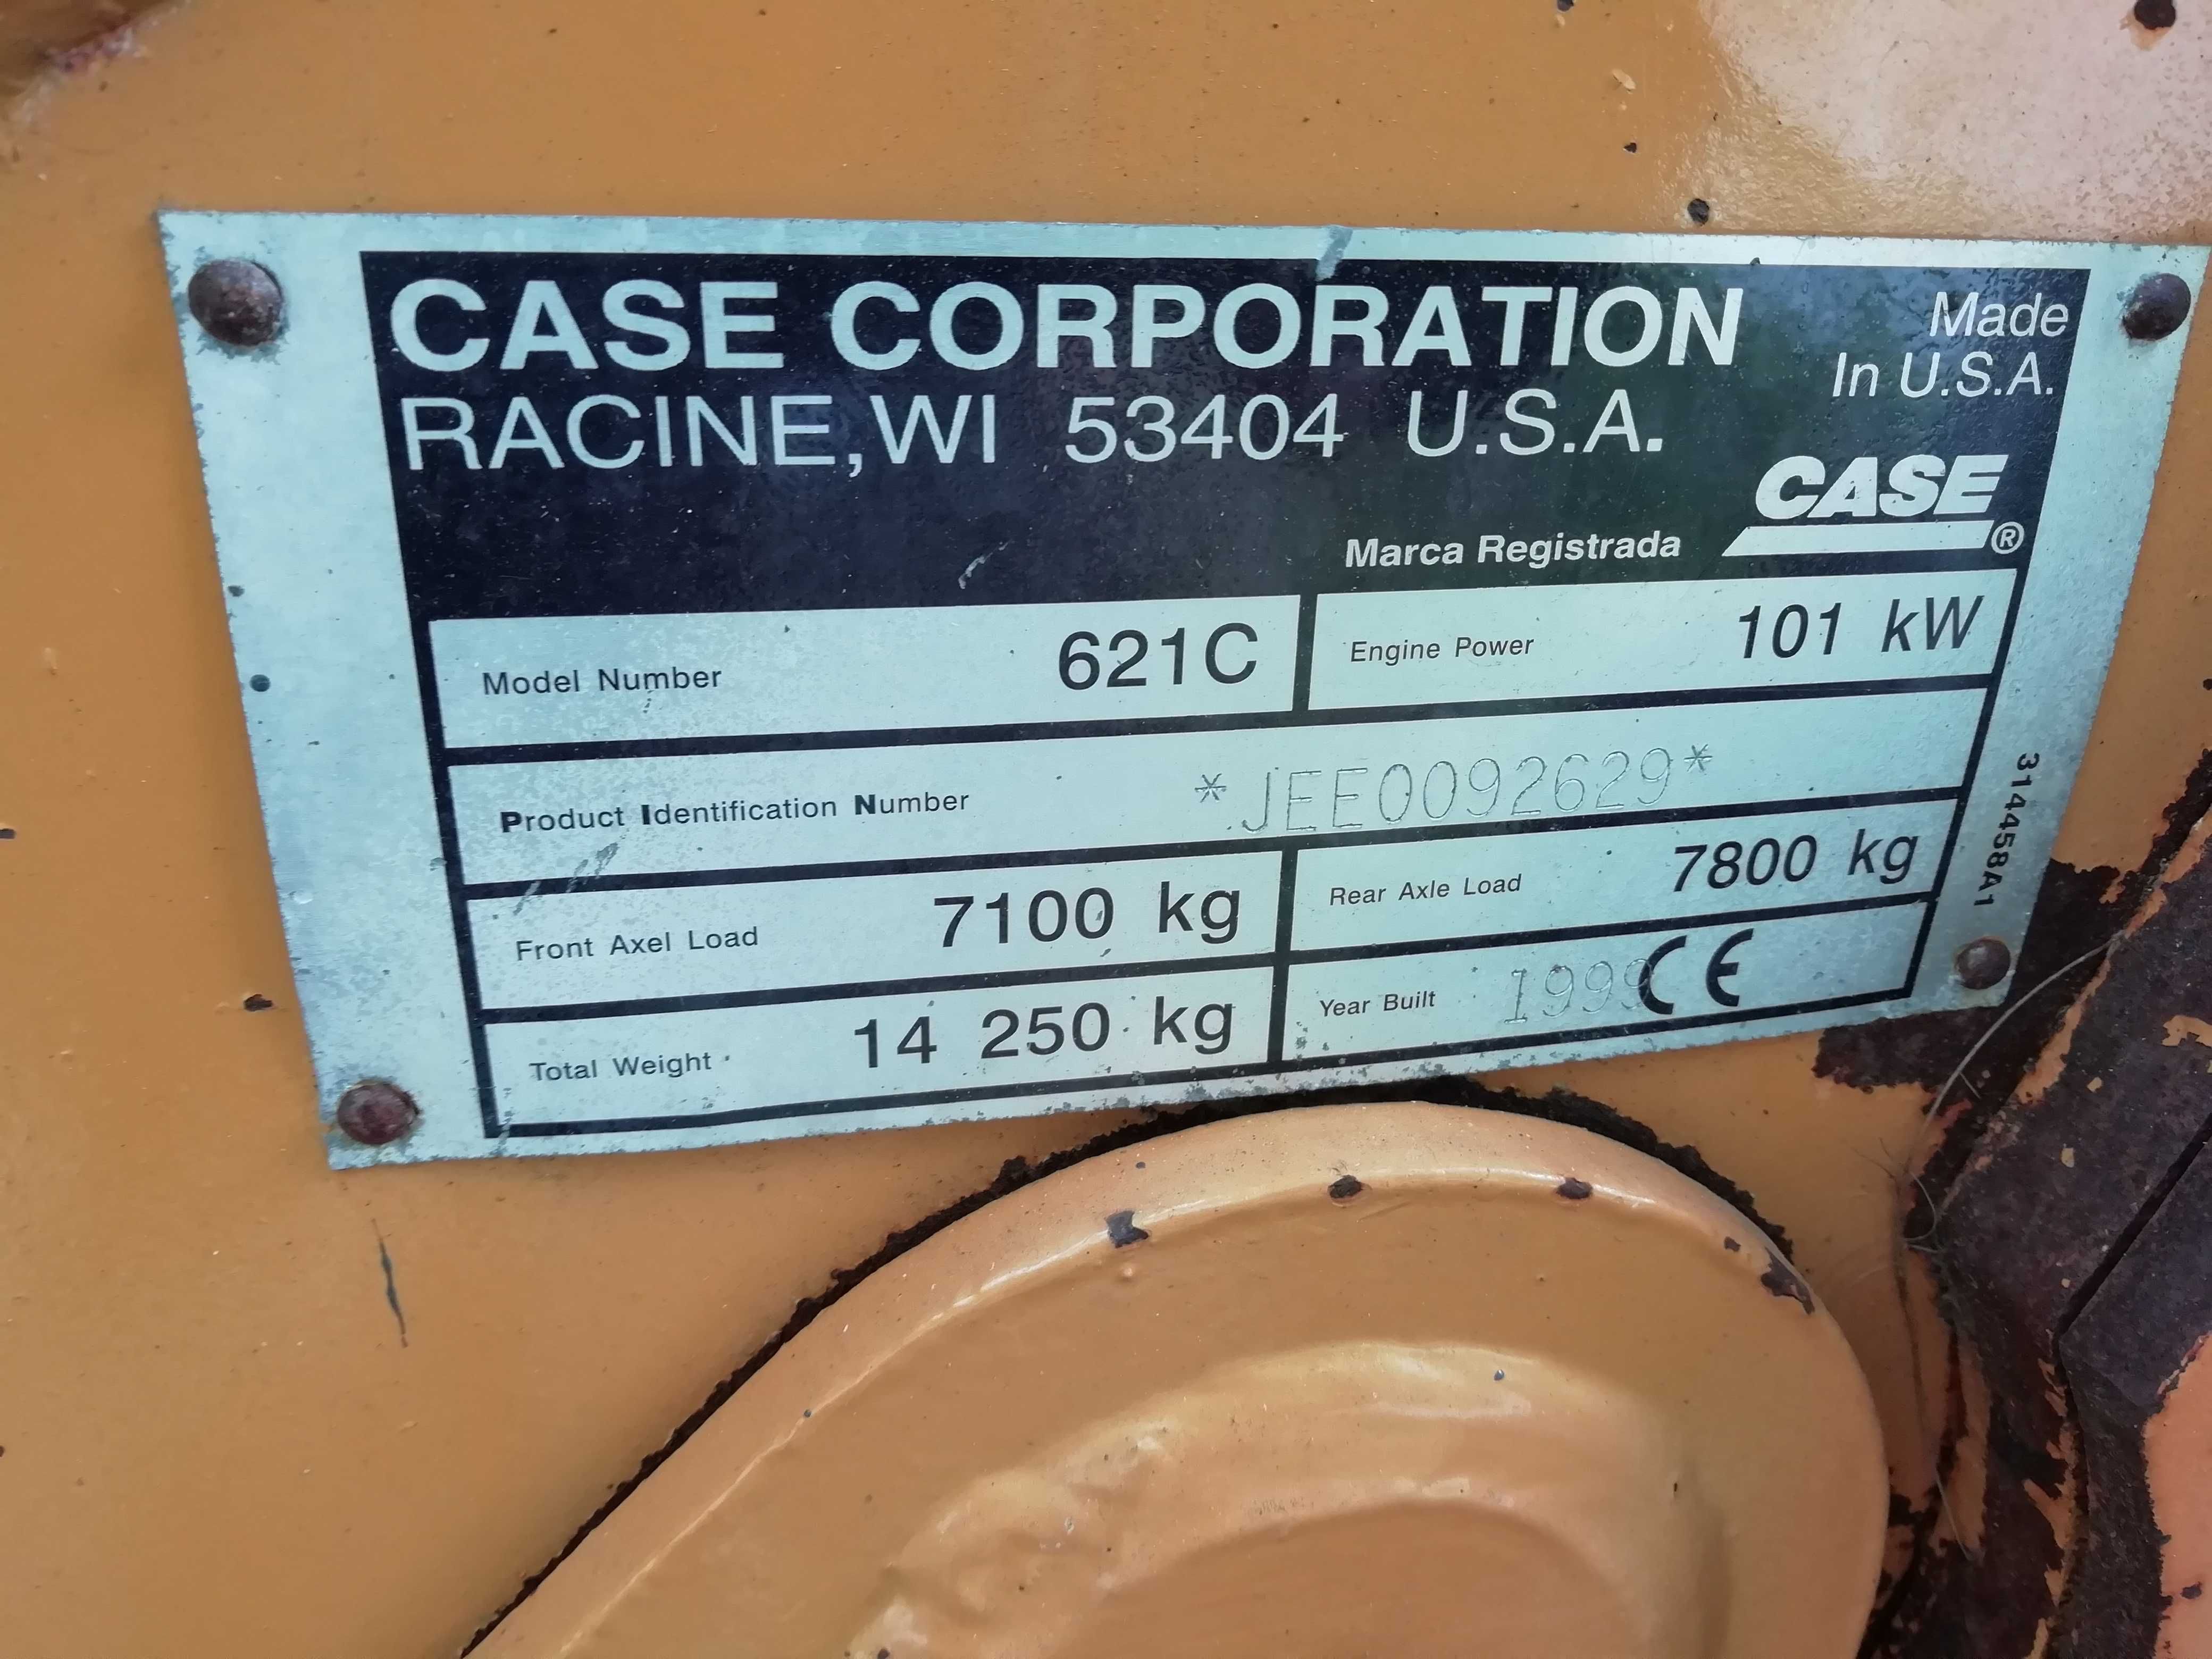 CASE CORPORATION
Made
In U.S.A.
RACINE, WI 53404 U.S.A.
CASE
Marca Registrada ®
Model Number 621C
Engine Power 101 kW
Product Identification Number *JEE0092629*
Front Axel Load 7100 kg
Rear Axle Load 7800 kg
Total Weight 14 250 kg
Year Built 1999 CE
314458A1